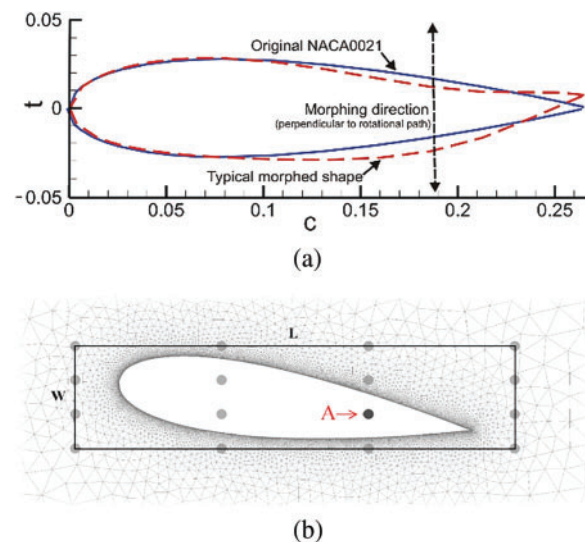 0.05
Original NACA0021
t
0
Morphing direction
(perpendicular to rotational path)
Typical morphed shape
-0.05
0 0.05 0.1 0.15 0.2 0.25
c
(a)
L
W
A→
(b)